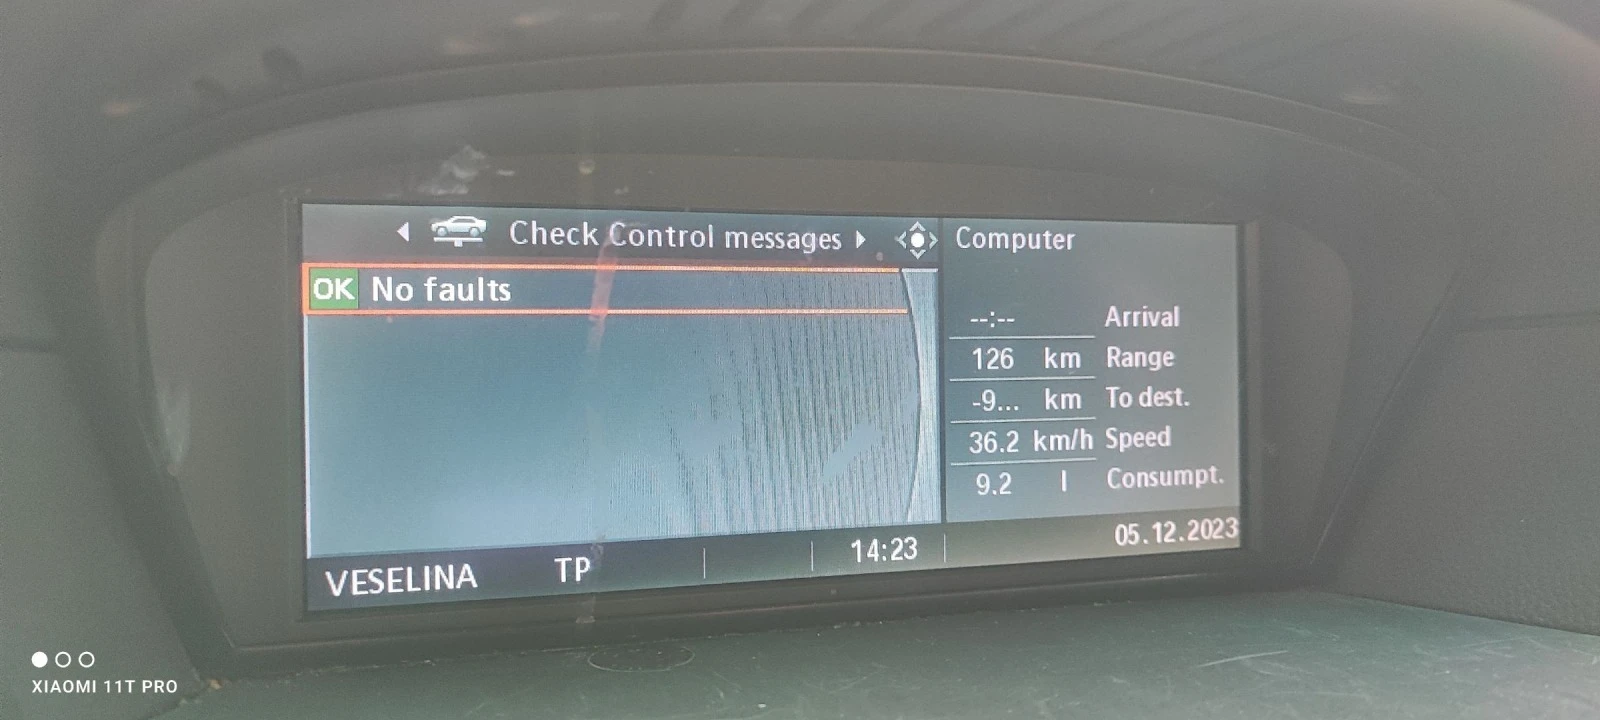 Check Control messages
OK No faults
Computer
--:-- Arrival
126 km Range
-9... km To dest.
36.2 km/h Speed
9.2 l Consumpt.
05.12.2023
VESELINA TP 14:23
XIAOMI 11T PRO